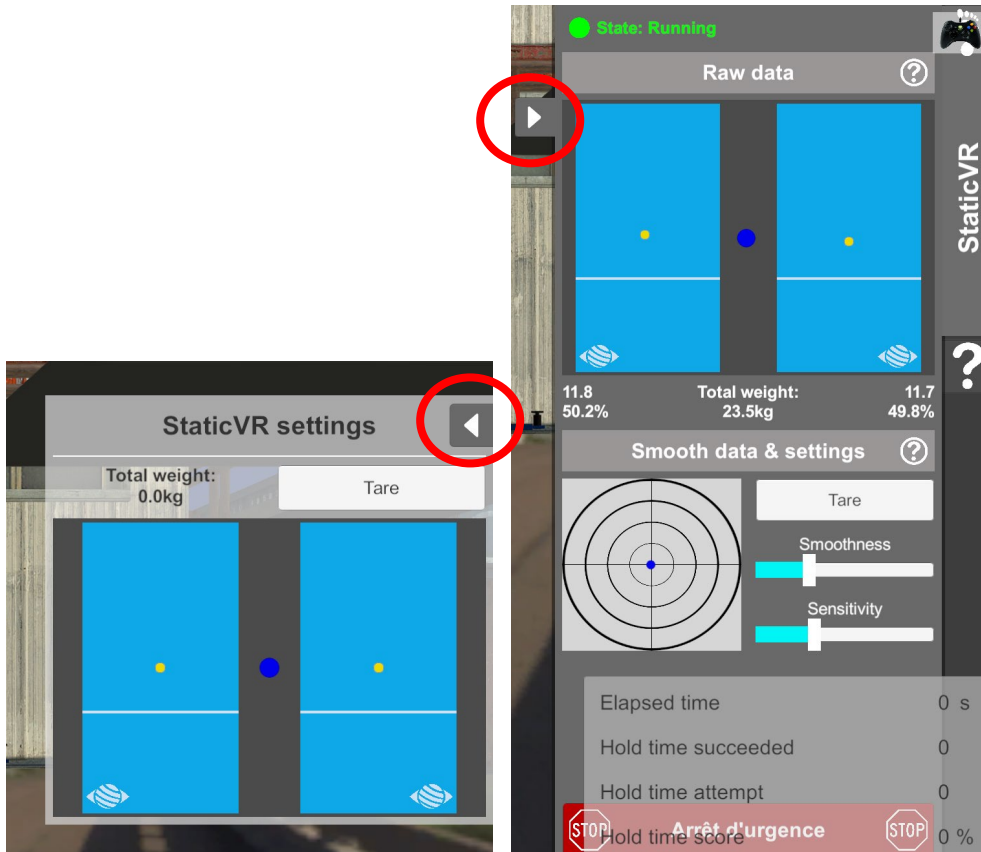 StaticVR settings
Total weight:
0.0kg
Tare
State: Running
Raw data
?
StaticVR
?
11.8
Total weight:
11.7
50.2%
23.5kg
49.8%
Smooth data & settings
?
Tare
Smoothness
Sensitivity
Elapsed time 0 s
Hold time succeeded 0
Hold time attempt 0
STOP Arrêt d'urgence STOP
Hold time score 0 %